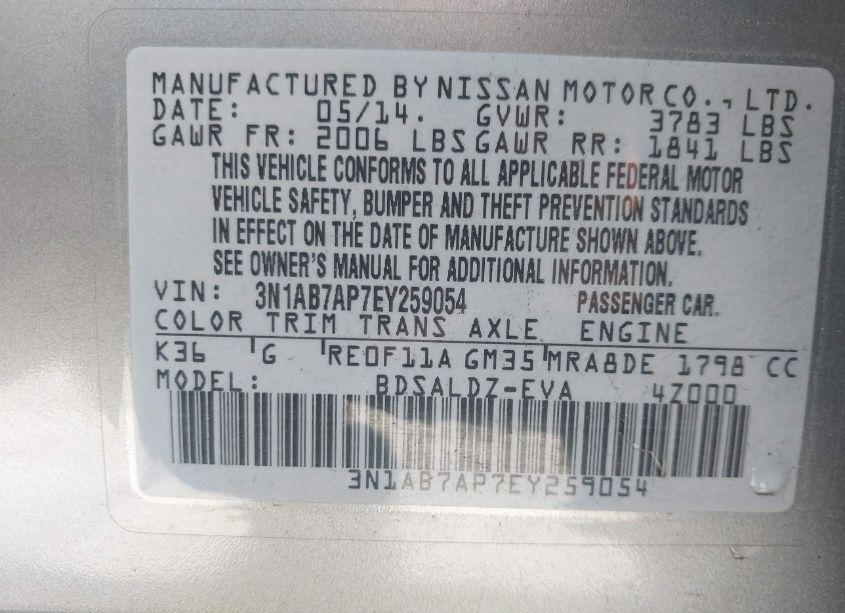 MANUFACTURED BY NISSAN MOTOR CO., LTD.
DATE: 05/14. GVWR: 3783 LBS
GAWR FR: 2006 LBS GAWR RR: 1841 LBS
THIS VEHICLE CONFORMS TO ALL APPLICABLE FEDERAL MOTOR
VEHICLE SAFETY, BUMPER AND THEFT PREVENTION STANDARDS
IN EFFECT ON THE DATE OF MANUFACTURE SHOWN ABOVE.
SEE OWNER'S MANUAL FOR ADDITIONAL INFORMATION.
VIN: 3N1AB7AP7EY259054 PASSENGER CAR.
COLOR TRIM TRANS AXLE ENGINE
K36 G RE0F11A GM35 MRA8DE 1798 CC
MODEL: BDSALDZ-EVA 4Z000
3N1AB7AP7EY259054